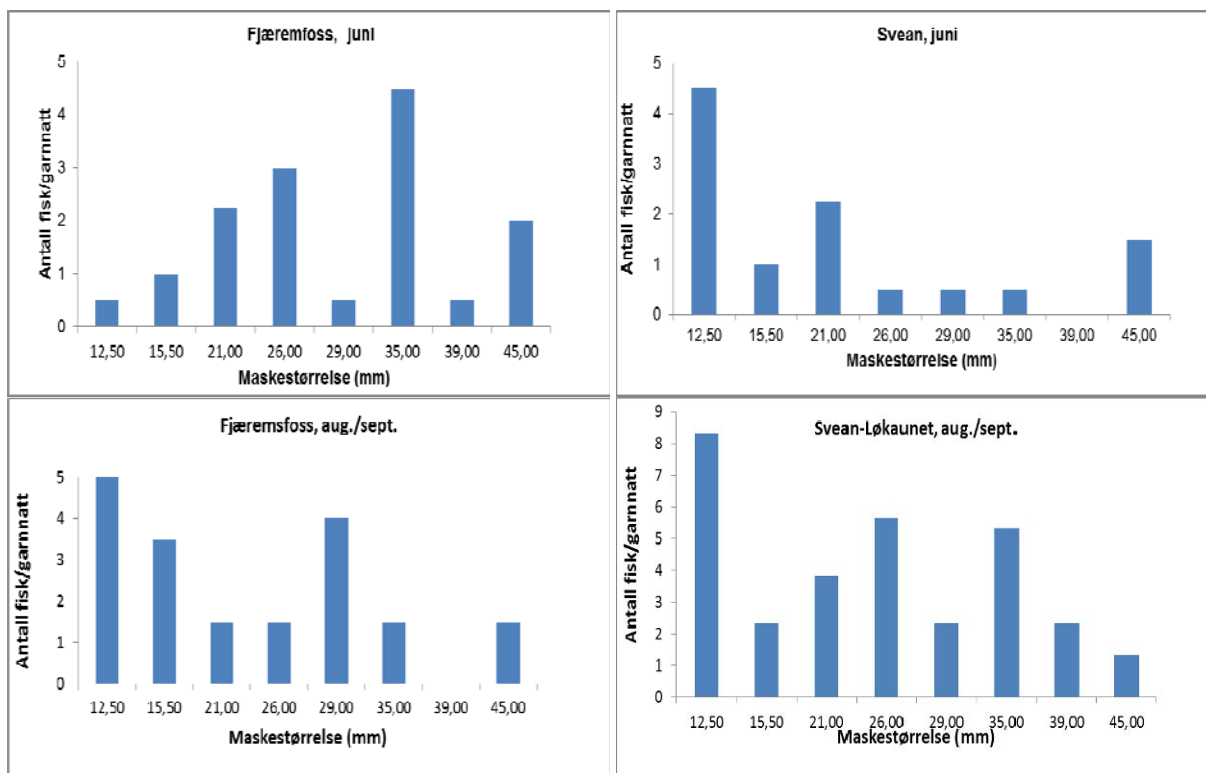 Fjæremfoss, juni
Antall fisk/garnnatt
5
4
3
2
1
0
12,50 15,50 21,00 26,00 29,00 35,00 39,00 45,00
Maskestørrelse (mm)
Svean, juni
Antall fisk/garnnatt
5
4
3
2
1
0
12,50 15,50 21,00 26,00 29,00 35,00 39,00 45,00
Maskestørrelse (mm)
Fjæremsfoss, aug./sept.
Antall fisk/garnnatt
5
4
3
2
1
0
12,50 15,50 21,00 26,00 29,00 35,00 39,00 45,00
Maskestørrelse (mm)
Svean-Løkaunet, aug./sept.
Antall fisk/garnnatt
9
8
7
6
5
4
3
2
1
0
12,50 15,50 21,00 26,00 29,00 35,00 39,00 45,00
Maskestørrelse (mm)